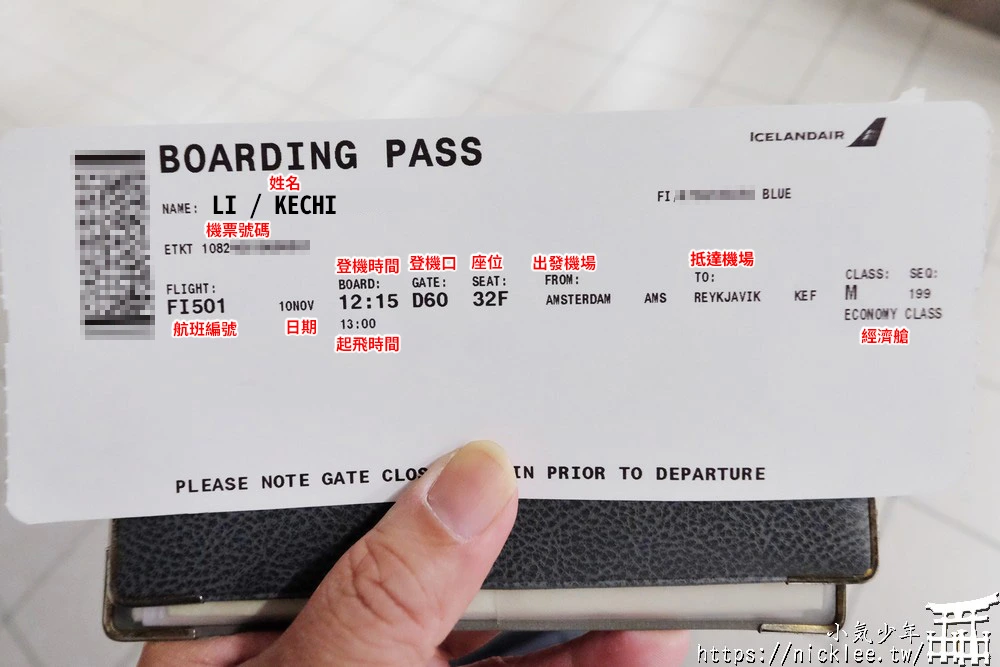 ICELANDAIR
BOARDING PASS
姓名
NAME: LI / KECHI
FI/ BLUE
機票號碼
ETKT 1082
登機時間 登機口 座位 出發機場 抵達機場
FLIGHT: BOARD: GATE: SEAT: FROM: TO: CLASS: SEQ:
FI501 10NOV 12:15 D60 32F AMSTERDAM AMS REYKJAVIK KEF M 199
航班編號 日期 13:00 ECONOMY CLASS
起飛時間 經濟艙
PLEASE NOTE GATE IN PRIOR TO DEPARTURE
小氣少年
https://nicklee.tw/